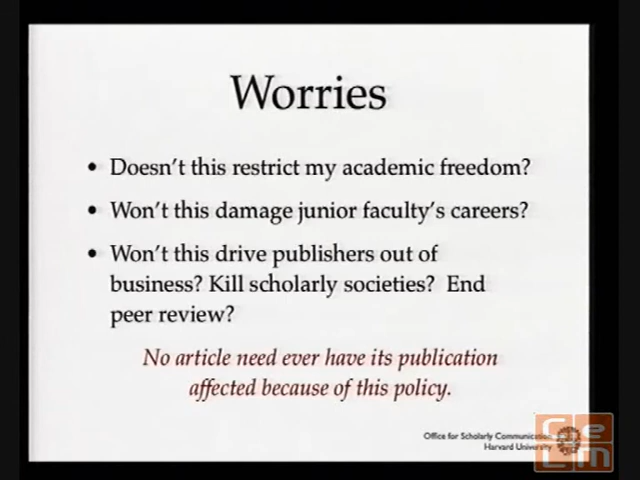 Worries
• Doesn't this restrict my academic freedom?
• Won't this damage junior faculty's careers?
• Won't this drive publishers out of
business? Kill scholarly societies? End
peer review?
No article need ever have its publication
affected because of this policy.
Office for Scholarly Communication
Harvard University